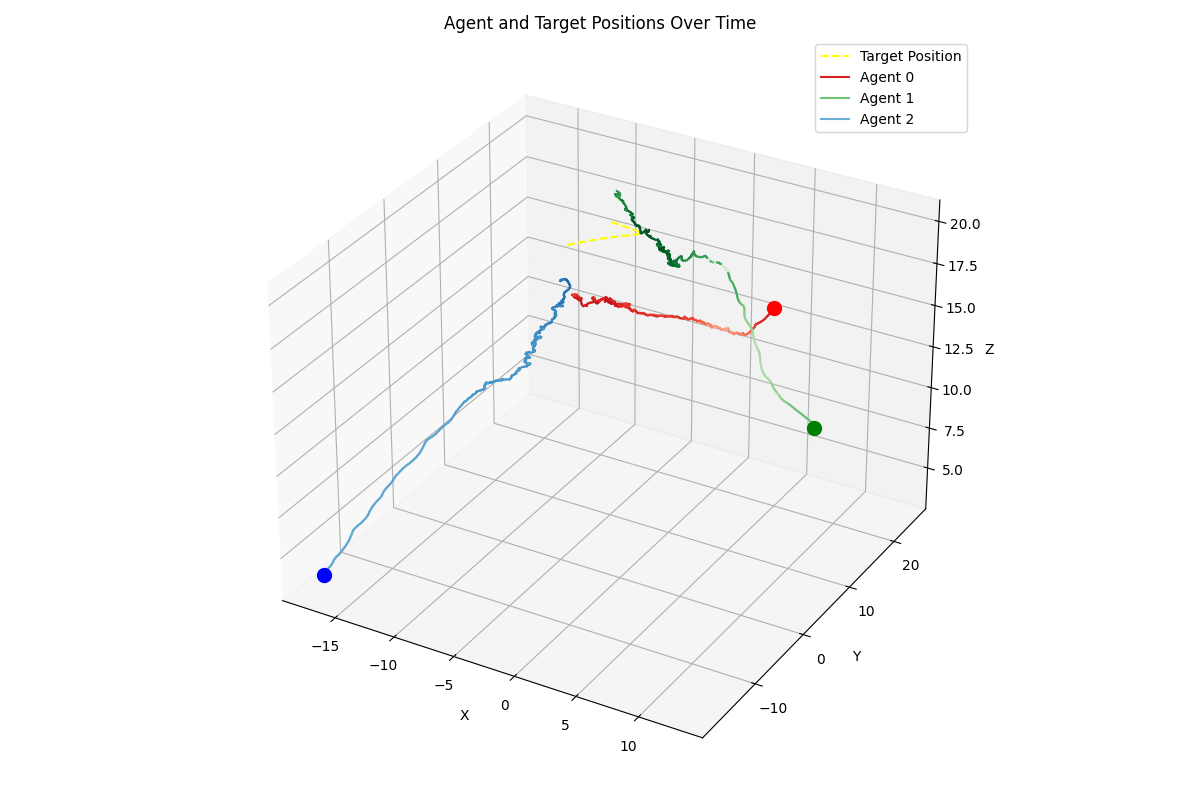 Agent and Target Positions Over Time
Target Position
Agent 0
Agent 1
Agent 2
20.0
17.5
15.0
12.5
10.0
7.5
5.0
Z
20
10
0
−10
Y
−15
−10
−5
0
5
10
X